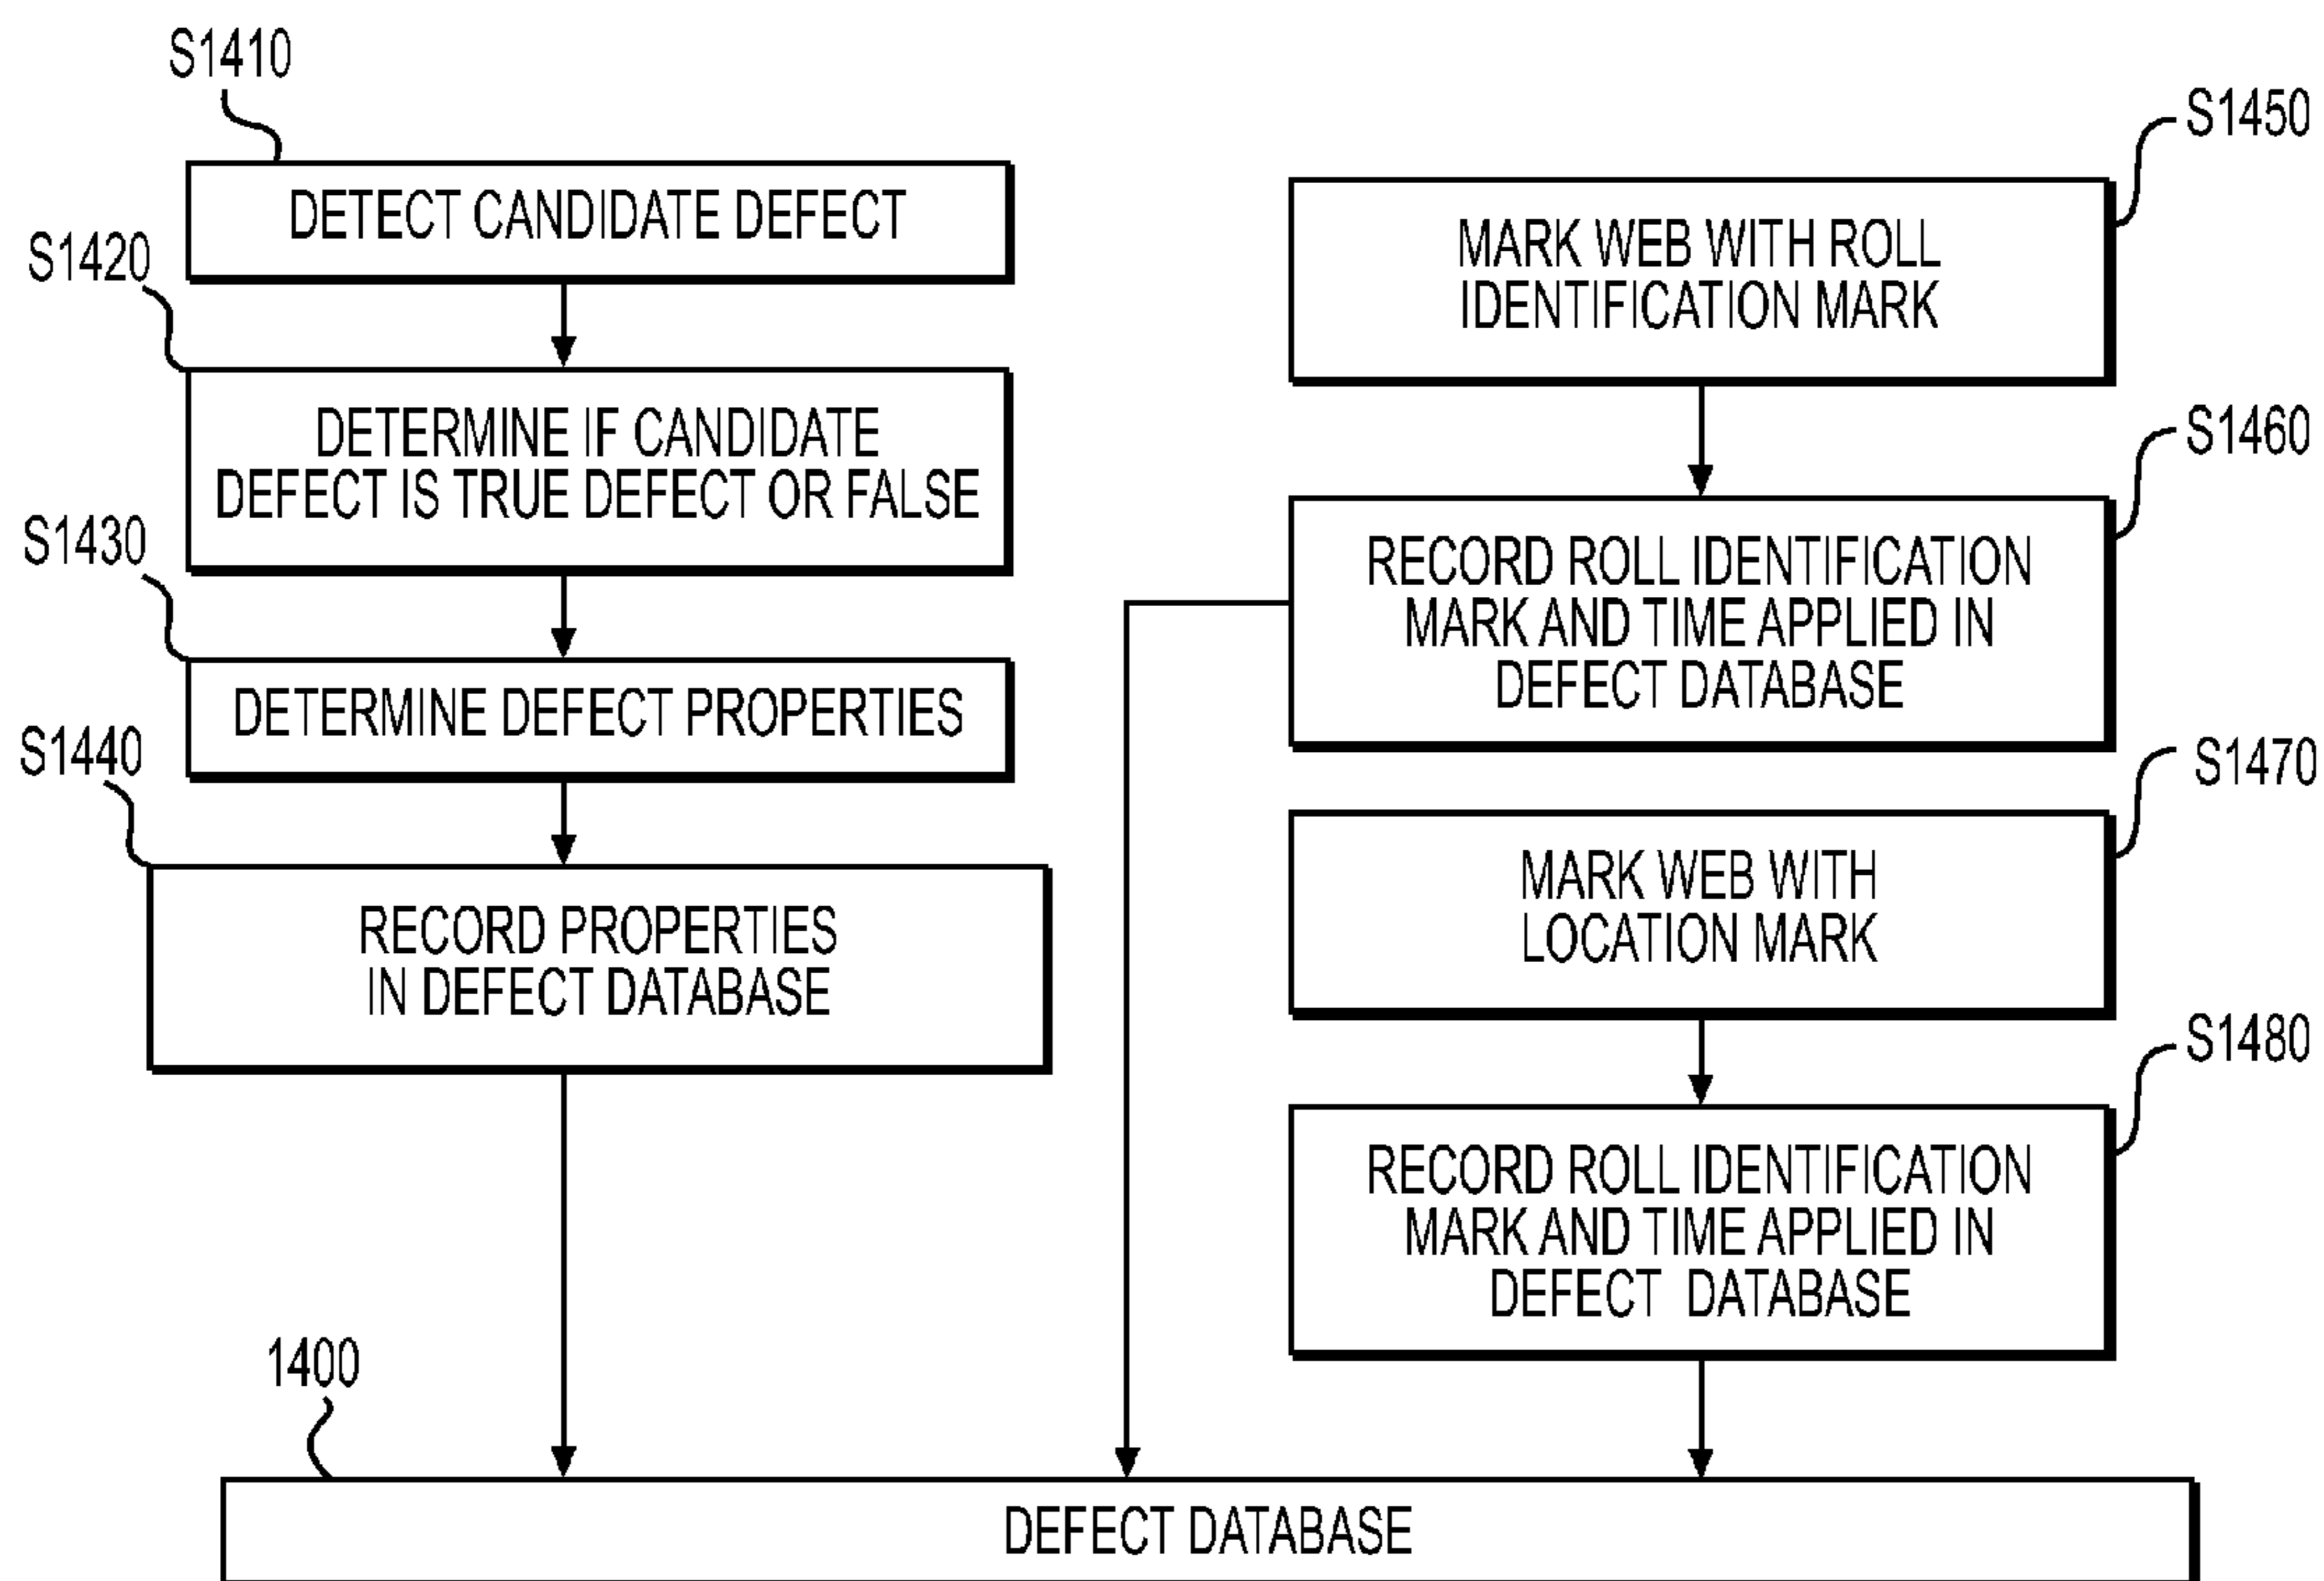 S1410
DETECT CANDIDATE DEFECT
S1420
DETERMINE IF CANDIDATE
DEFECT IS TRUE DEFECT OR FALSE
S1430
DETERMINE DEFECT PROPERTIES
S1440
RECORD PROPERTIES
IN DEFECT DATABASE
S1450
MARK WEB WITH ROLL
IDENTIFICATION MARK
S1460
RECORD ROLL IDENTIFICATION
MARK AND TIME APPLIED IN
DEFECT DATABASE
S1470
MARK WEB WITH
LOCATION MARK
S1480
RECORD ROLL IDENTIFICATION
MARK AND TIME APPLIED IN
DEFECT DATABASE
1400
DEFECT DATABASE